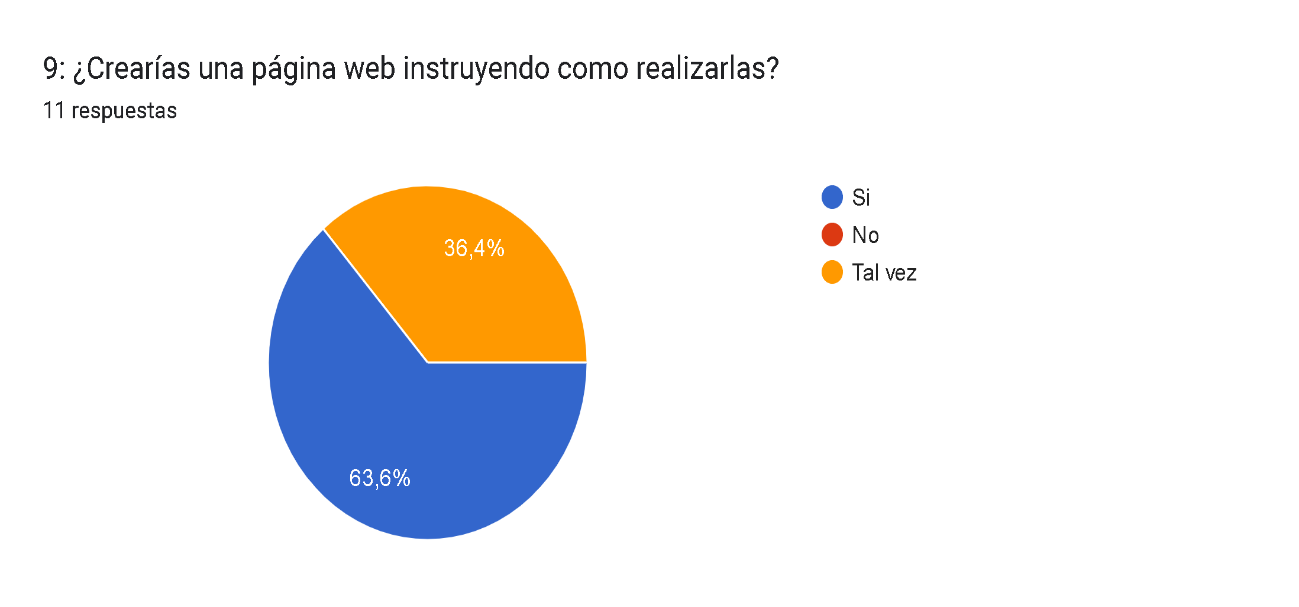 9: ¿Crearías una página web instruyendo como realizarlas?
11 respuestas
36,4%
63,6%
Si
No
Tal vez